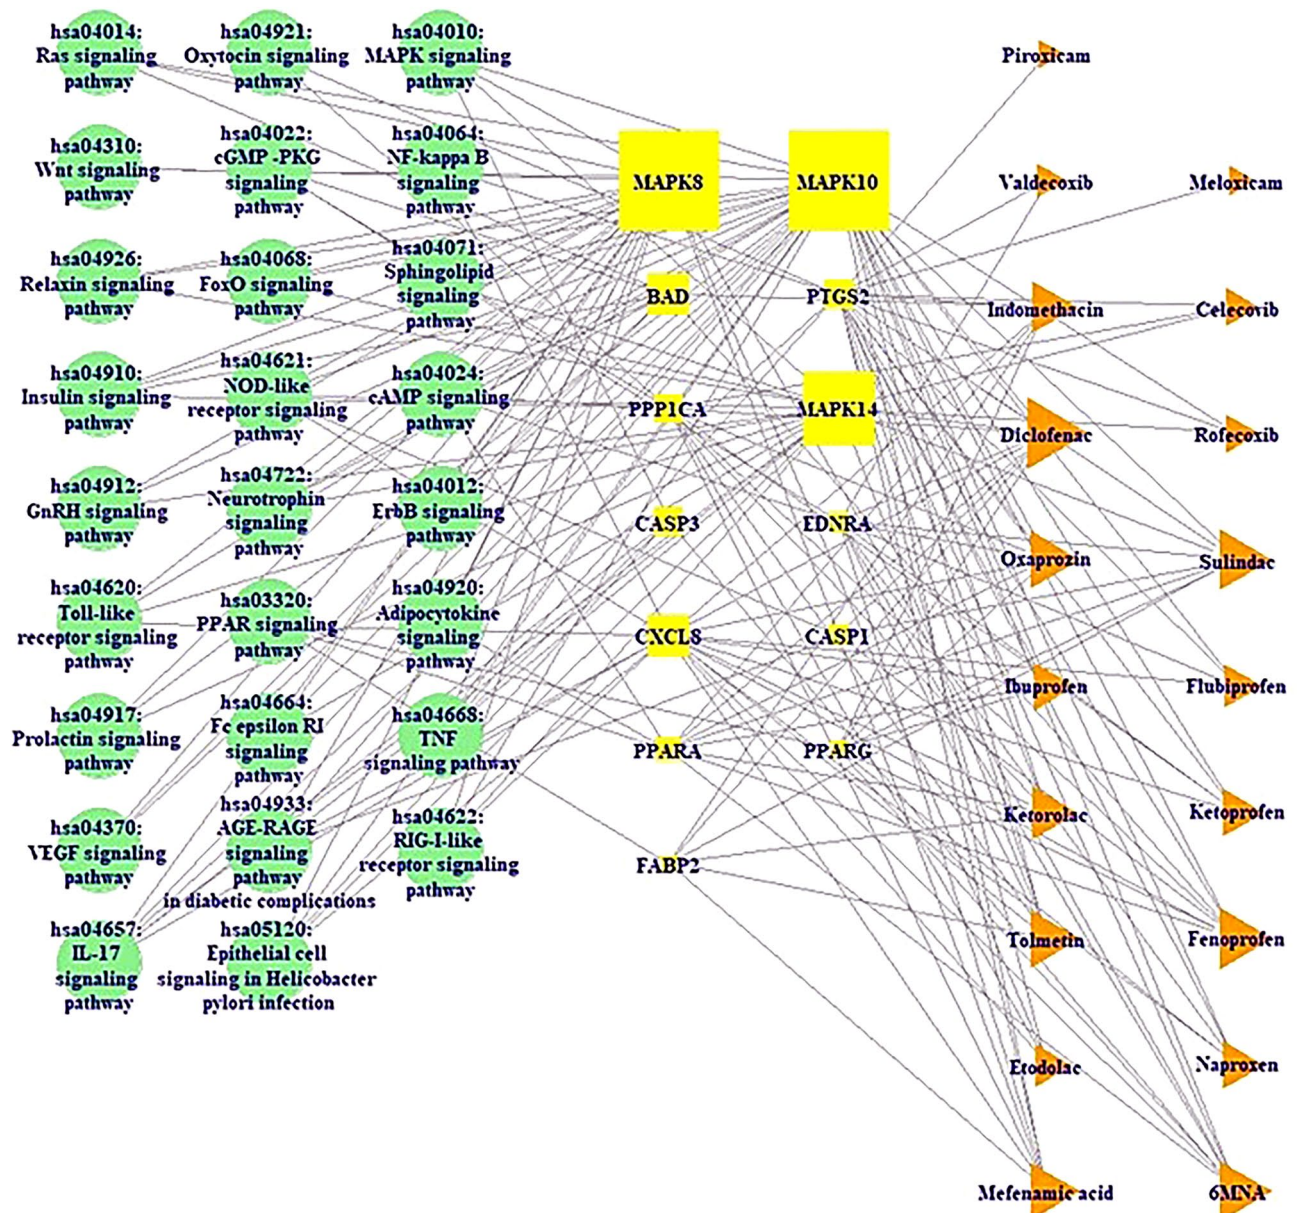 hsa04014:
Ras signaling
pathway
hsa04921:
Oxytocin signaling
pathway
hsa04010:
MAPK signaling
pathway
Piroxicam
hsa04310:
Wnt signaling
pathway
hsa04022:
cGMP -PKG
signaling
pathway
hsa04064:
NF-kappa B
signaling
pathway
MAPK8
MAPK10
Valdecoxib
Meloxicam
hsa04926:
Relaxin signaling
pathway
hsa04068:
FoxO signaling
pathway
hsa04071:
Sphingolipid
signaling
pathway
BAD
PTGS2
Indomethacin
Celecovib
hsa04910:
Insulin signaling
pathway
hsa04621:
NOD-like
receptor signaling
pathway
hsa04024:
cAMP signaling
pathway
PPP1CA
MAPK14
Diclofenac
Rofecoxib
hsa04912:
GnRH signaling
pathway
hsa04722:
Neurotrophin
signaling
pathway
hsa04012:
ErbB signaling
pathway
CASP3
EDNRA
Oxaprozin
Sulindac
hsa04620:
Toll-like
receptor signaling
pathway
hsa03320:
PPAR signaling
pathway
hsa04920:
Adipocytokine
signaling
pathway
CXCL8
CASP1
Ibuprofen
Flubiprofen
hsa04917:
Prolactin signaling
pathway
hsa04664:
Fc epsilon RI
signaling
pathway
hsa04668:
TNF
signaling pathway
PPARA
PPARG
Ketorolac
Ketoprofen
hsa04370:
VEGF signaling
pathway
hsa04933:
AGE-RAGE
signaling
pathway
in diabetic complications
hsa04622:
RIG-I-like
receptor signaling
pathway
FABP2
Tolmetin
Fenoprofen
hsa04657:
IL-17
signaling
pathway
hsa05120:
Epithelial cell
signaling in Helicobacter
pylori infection
Etodolac
Naproxen
Mefenamic acid
6MNA